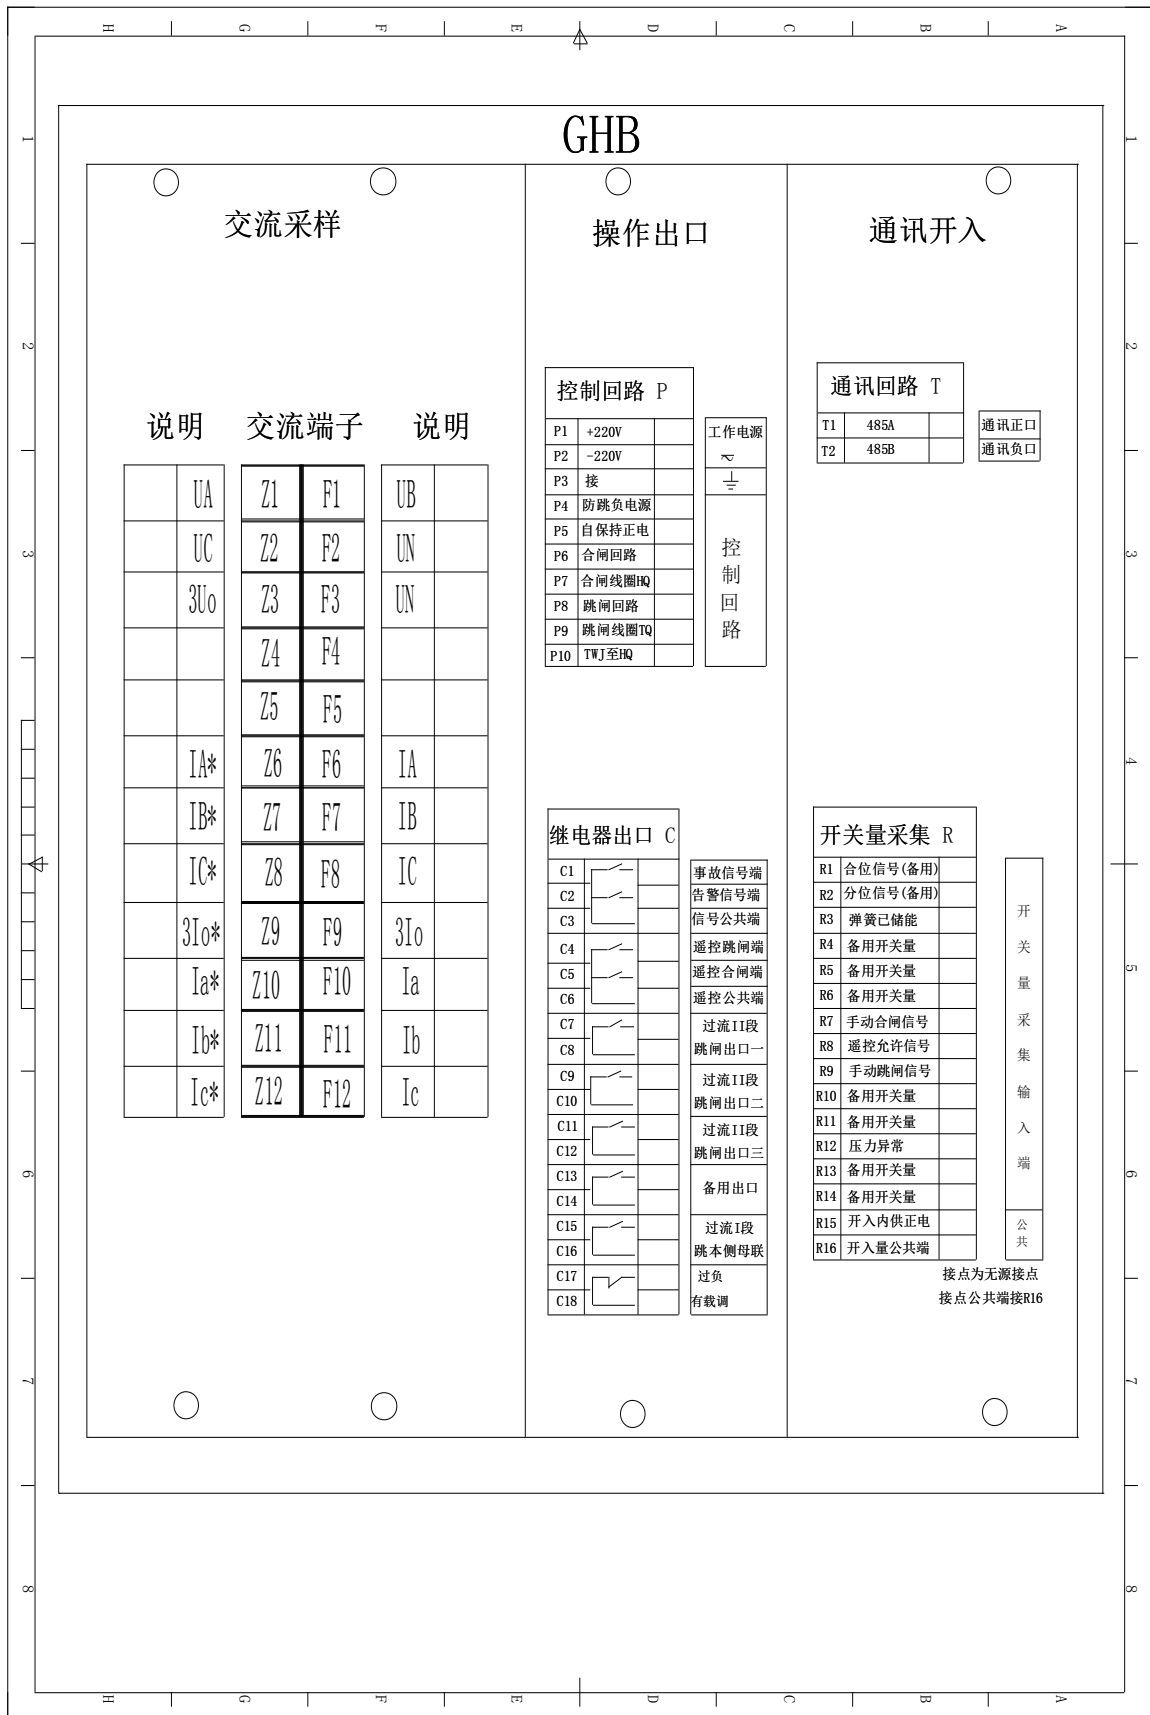 H G F E D C B A
GHB
交流采样
操作出口
通讯开入
说明 交流端子 说明
UA Z1 F1 UB
UC Z2 F2 UN
3Uo Z3 F3 UN
Z4 F4
Z5 F5
IA* Z6 F6 IA
IB* Z7 F7 IB
IC* Z8 F8 IC
3Io* Z9 F9 3Io
Ia* Z10 F10 Ia
Ib* Z11 F11 Ib
Ic* Z12 F12 Ic
控制回路 P
P1 +220V
P2 -220V
P3 接
P4 防跳负电源
P5 自保持正电
P6 合闸回路
P7 合闸线圈HQ
P8 跳闸回路
P9 跳闸线圈TQ
P10 TWJ至HQ
工作电源
控
制
回
路
继电器出口 C
C1
C2
C3
C4
C5
C6
C7
C8
C9
C10
C11
C12
C13
C14
C15
C16
C17
C18
事故信号端
告警信号端
信号公共端
遥控跳闸端
遥控合闸端
遥控公共端
过流II段
跳闸出口一
过流II段
跳闸出口二
过流II段
跳闸出口三
备用出口
过流I段
跳本侧母联
过负
有载调
通讯回路 T
T1 485A 通讯正口
T2 485B 通讯负口
开关量采集 R
R1 合位信号(备用)
R2 分位信号(备用)
R3 弹簧已储能
R4 备用开关量
R5 备用开关量
R6 备用开关量
R7 手动合闸信号
R8 遥控允许信号
R9 手动跳闸信号
R10 备用开关量
R11 备用开关量
R12 压力异常
R13 备用开关量
R14 备用开关量
R15 开入内供正电
R16 开入量公共端
开
关
量
采
集
输
入
端
公
共
接点为无源接点
接点公共端接R16
1 1
2 2
3 3
4
5
6 6
7 7
8 8
H G F E D C B A